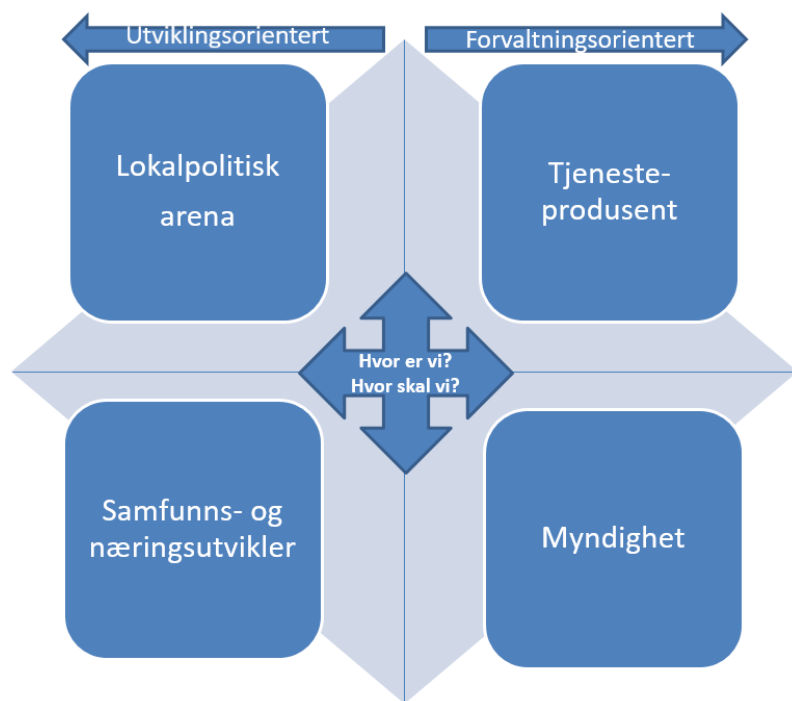 Utviklingsorientert
Forvaltningsorientert
Lokalpolitisk
arena
Tjeneste-
produsent
Hvor er vi?
Hvor skal vi?
Samfunns- og
næringsutvikler
Myndighet